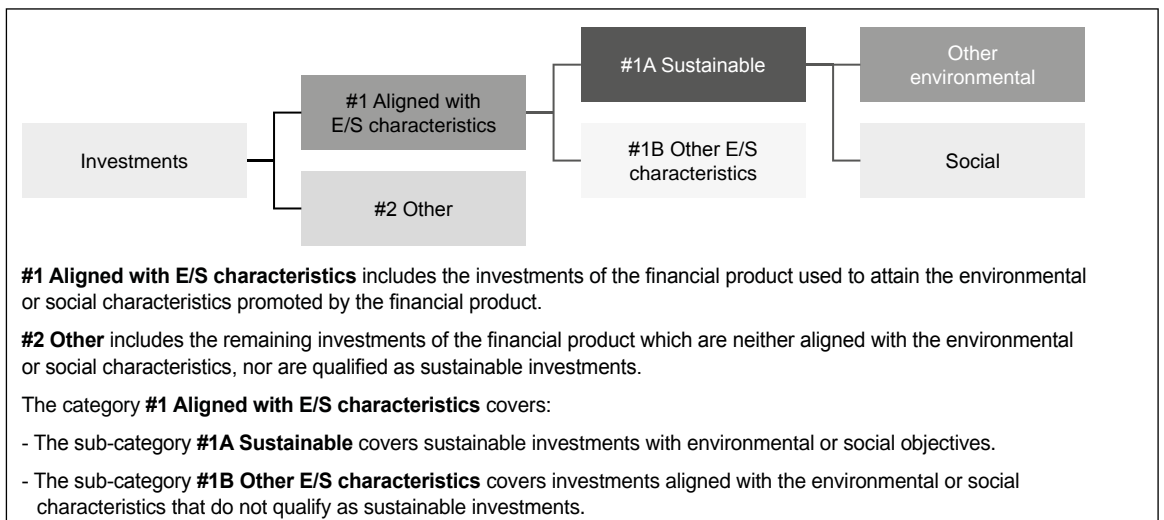 Investments
#1 Aligned with
E/S characteristics
#2 Other
#1A Sustainable
#1B Other E/S
characteristics
Other
environmental
Social
#1 Aligned with E/S characteristics includes the investments of the financial product used to attain the environmental
or social characteristics promoted by the financial product.
#2 Other includes the remaining investments of the financial product which are neither aligned with the environmental
or social characteristics, nor are qualified as sustainable investments.
The category #1 Aligned with E/S characteristics covers:
- The sub-category #1A Sustainable covers sustainable investments with environmental or social objectives.
- The sub-category #1B Other E/S characteristics covers investments aligned with the environmental or social
characteristics that do not qualify as sustainable investments.